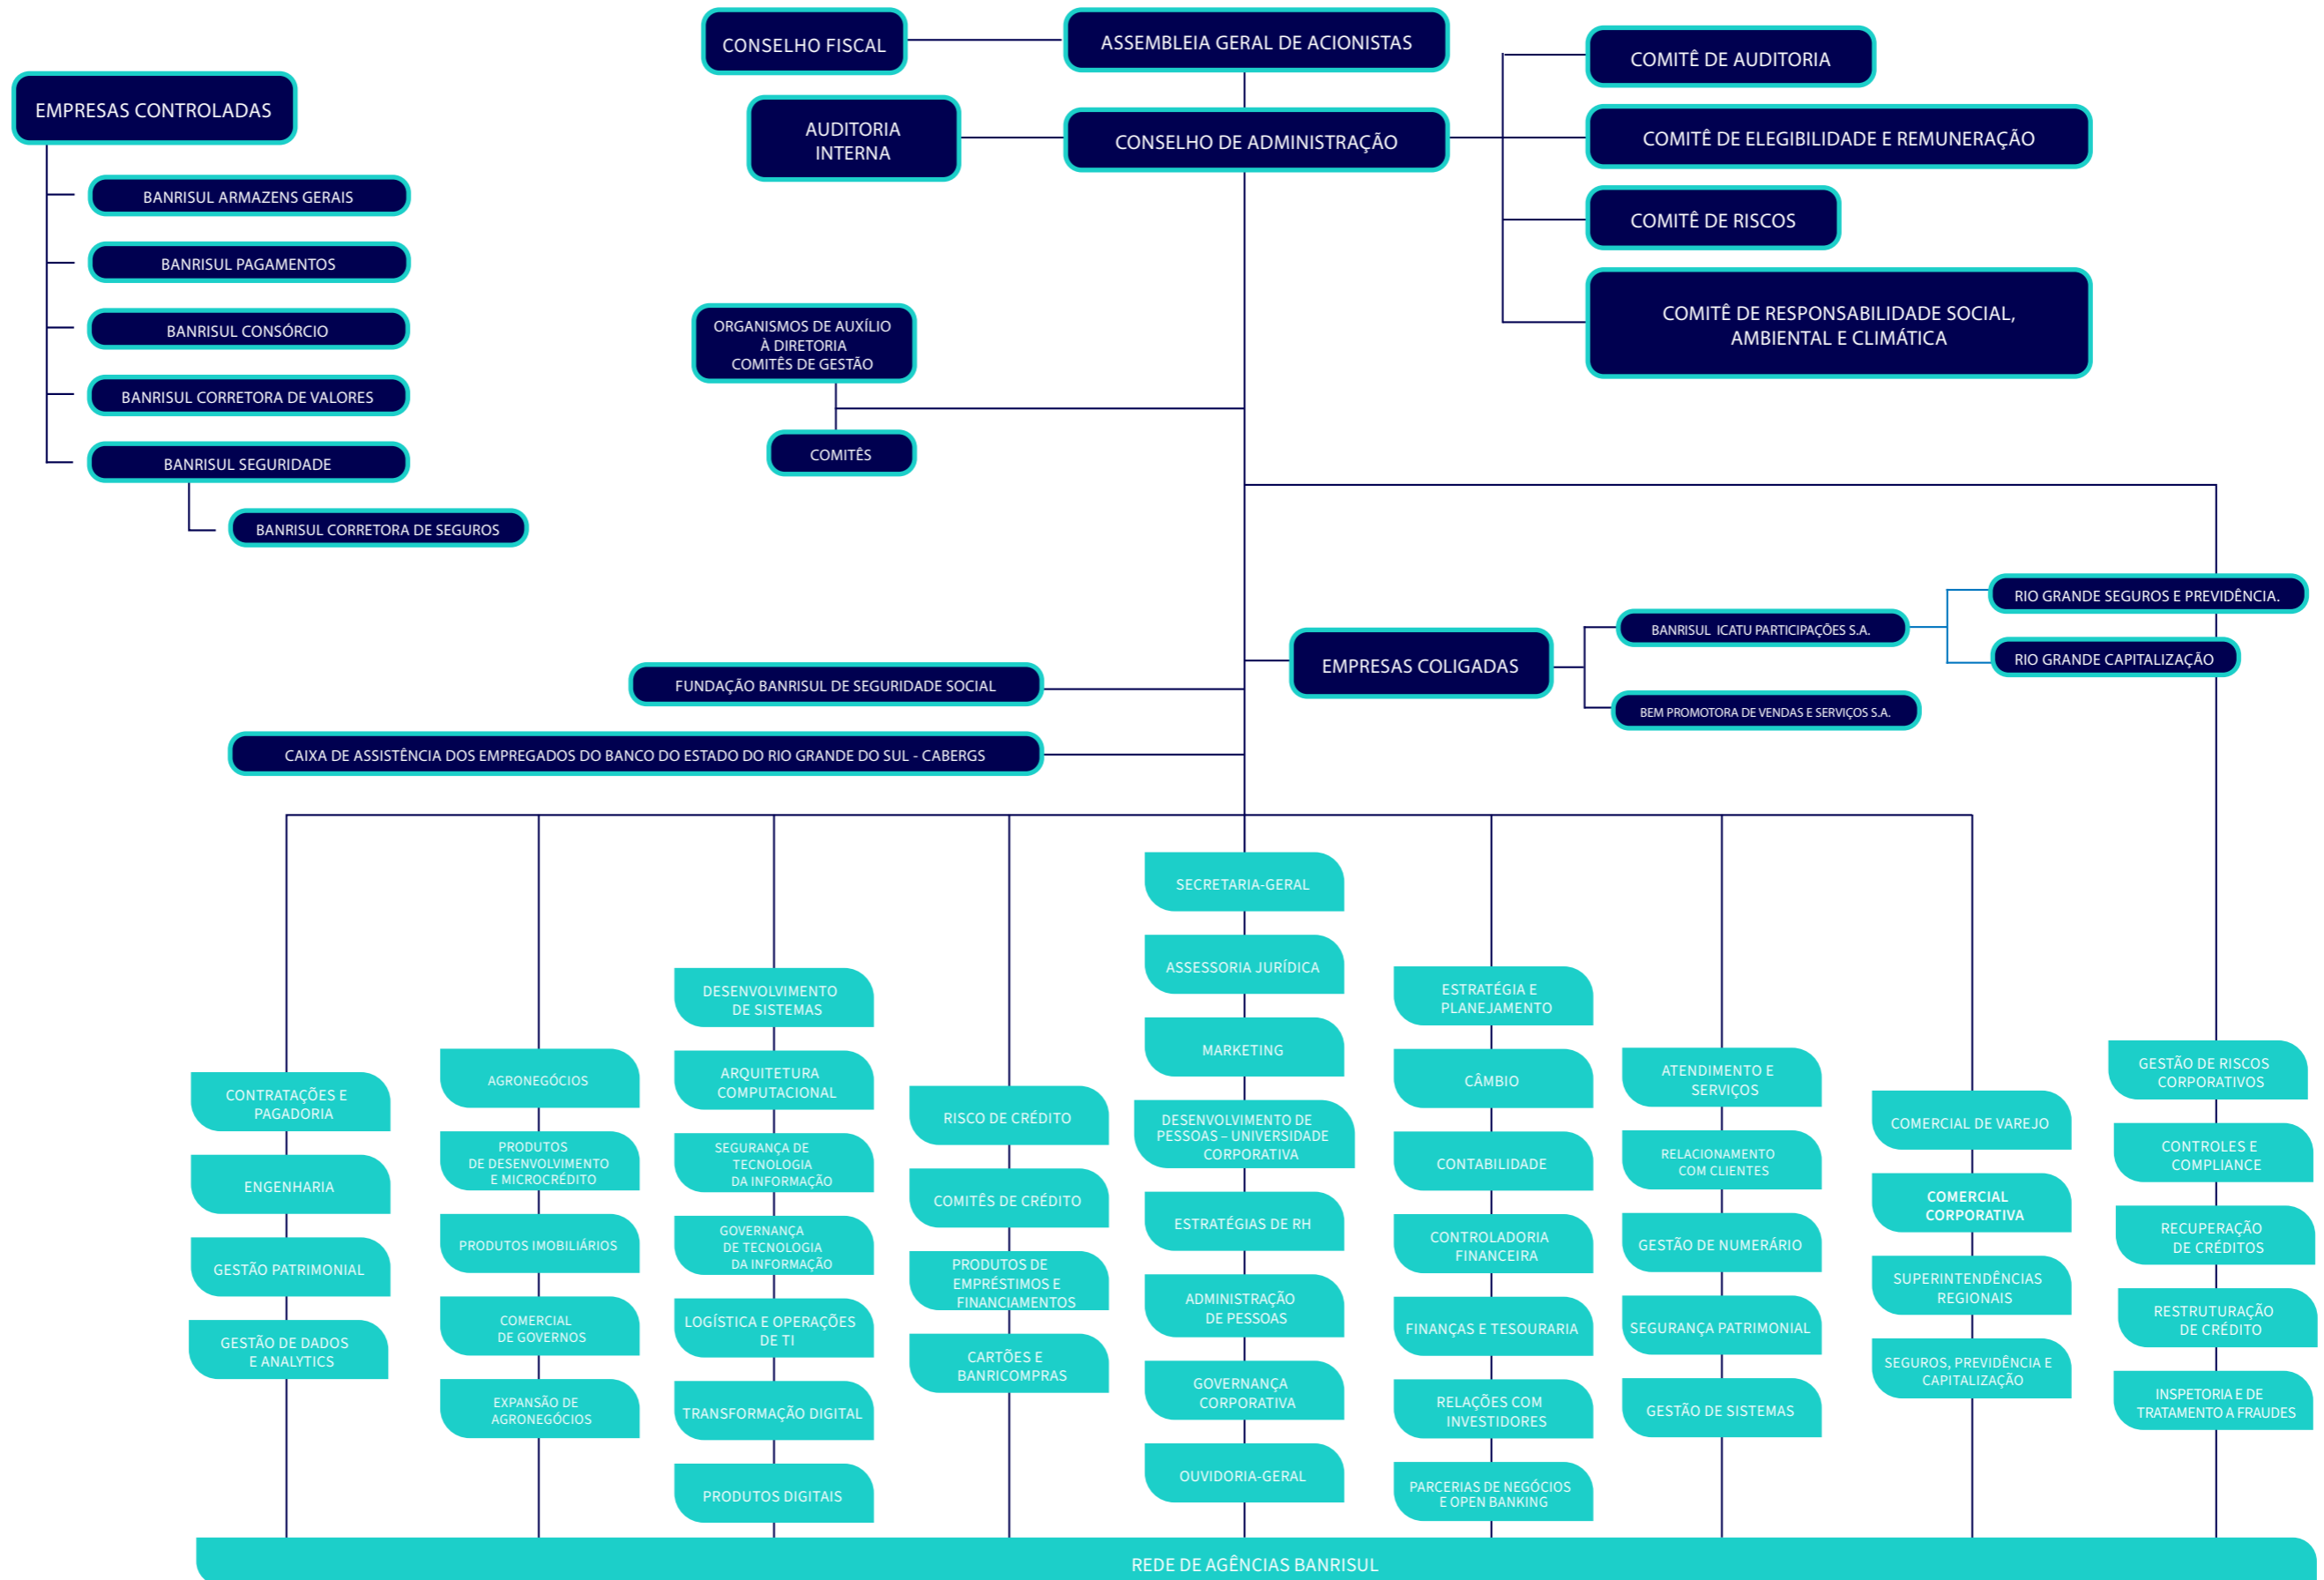 CONSELHO FISCAL
ASSEMBLEIA GERAL DE ACIONISTAS
AUDITORIA
INTERNA
CONSELHO DE ADMINISTRAÇÃO
COMITÊ DE AUDITORIA
COMITÊ DE ELEGIBILIDADE E REMUNERAÇÃO
COMITÊ DE RISCOS
COMITÊ DE RESPONSABILIDADE SOCIAL,
AMBIENTAL E CLIMÁTICA
EMPRESAS CONTROLADAS
BANRISUL ARMAZENS GERAIS
BANRISUL PAGAMENTOS
BANRISUL CONSÓRCIO
BANRISUL CORRETORA DE VALORES
BANRISUL SEGURIDADE
BANRISUL CORRETORA DE SEGUROS
ORGANISMOS DE AUXÍLIO
À DIRETORIA
COMITÊS DE GESTÃO
COMITÊS
EMPRESAS COLIGADAS
BANRISUL ICATU PARTICIPAÇÕES S.A.
RIO GRANDE SEGUROS E PREVIDÊNCIA.
RIO GRANDE CAPITALIZAÇÃO
BEM PROMOTORA DE VENDAS E SERVIÇOS S.A.
FUNDAÇÃO BANRISUL DE SEGURIDADE SOCIAL
CAIXA DE ASSISTÊNCIA DOS EMPREGADOS DO BANCO DO ESTADO DO RIO GRANDE DO SUL - CABERGS
CONTRATAÇÕES E
PAGADORIA
ENGENHARIA
GESTÃO PATRIMONIAL
GESTÃO DE DADOS
E ANALYTICS
AGRONEGÓCIOS
PRODUTOS
DE DESENVOLVIMENTO
E MICROCRÉDITO
PRODUTOS IMOBILIÁRIOS
COMERCIAL
DE GOVERNOS
EXPANSÃO DE
AGRONEGÓCIOS
DESENVOLVIMENTO
DE SISTEMAS
ARQUITETURA
COMPUTACIONAL
SEGURANÇA DE
TECNOLOGIA
DA INFORMAÇÃO
GOVERNANÇA
DE TECNOLOGIA
DA INFORMAÇÃO
LOGÍSTICA E OPERAÇÕES
DE TI
TRANSFORMAÇÃO DIGITAL
PRODUTOS DIGITAIS
RISCO DE CRÉDITO
COMITÊS DE CRÉDITO
PRODUTOS DE
EMPRÉSTIMOS E
FINANCIAMENTOS
CARTÕES E
BANRICOMPRAS
SECRETARIA-GERAL
ASSESSORIA JURÍDICA
MARKETING
DESENVOLVIMENTO DE
PESSOAS – UNIVERSIDADE
CORPORATIVA
ESTRATÉGIAS DE RH
ADMINISTRAÇÃO
DE PESSOAS
GOVERNANÇA
CORPORATIVA
OUVIDORIA-GERAL
ESTRATÉGIA E
PLANEJAMENTO
CÂMBIO
CONTABILIDADE
CONTROLADORIA
FINANCEIRA
FINANÇAS E TESOURARIA
RELAÇÕES COM
INVESTIDORES
PARCERIAS DE NEGÓCIOS
E OPEN BANKING
ATENDIMENTO E
SERVIÇOS
RELACIONAMENTO
COM CLIENTES
GESTÃO DE NUMERÁRIO
SEGURANÇA PATRIMONIAL
GESTÃO DE SISTEMAS
COMERCIAL DE VAREJO
COMERCIAL
CORPORATIVA
SUPERINTENDÊNCIAS
REGIONAIS
SEGUROS, PREVIDÊNCIA E
CAPITALIZAÇÃO
GESTÃO DE RISCOS
CORPORATIVOS
CONTROLES E
COMPLIANCE
RECUPERAÇÃO
DE CRÉDITOS
RESTRUTURAÇÃO
DE CRÉDITO
INSPETORIA E DE
TRATAMENTO A FRAUDES
REDE DE AGÊNCIAS BANRISUL